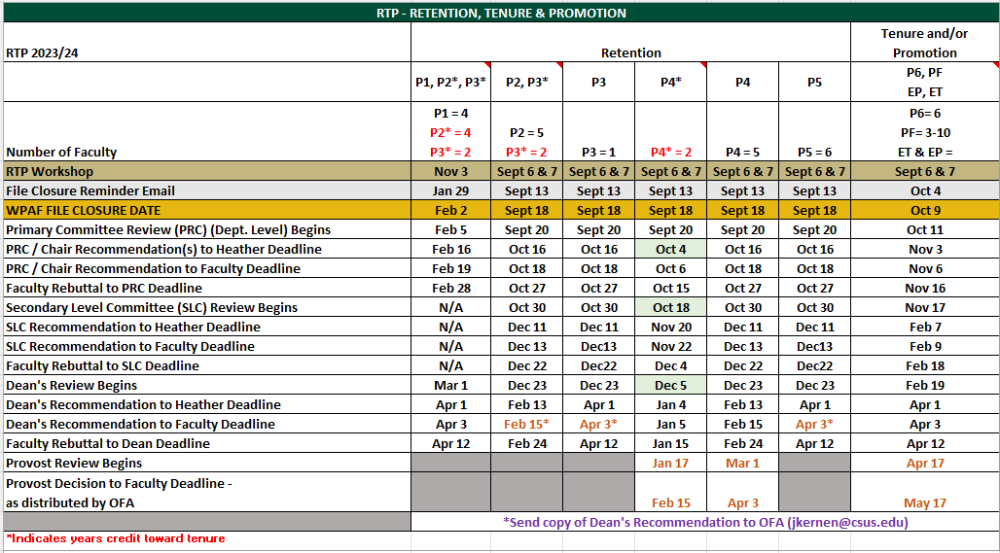 RTP - RETENTION, TENURE & PROMOTION
RTP 2023/24
Retention
Tenure and/or
Promotion
P1, P2*, P3*
P2, P3*
P3
P4*
P4
P5
P6, PF
EP, ET
Number of Faculty
P1 = 4
P2* = 4
P3* = 2
P2 = 5
P3* = 2
P3 = 1
P4* = 2
P4 = 5
P5 = 6
P6= 6
PF= 3-10
ET & EP =
RTP Workshop Nov 3 Sept 6 & 7 Sept 6 & 7 Sept 6 & 7 Sept 6 & 7 Sept 6 & 7 Sept 6 & 7
File Closure Reminder Email Jan 29 Sept 13 Sept 13 Sept 13 Sept 13 Sept 13 Oct 4
WPAF FILE CLOSURE DATE Feb 2 Sept 18 Sept 18 Sept 18 Sept 18 Sept 18 Oct 9
Primary Committee Review (PRC) (Dept. Level) Begins Feb 5 Sept 20 Sept 20 Sept 20 Sept 20 Sept 20 Oct 11
PRC / Chair Recommendation(s) to Heather Deadline Feb 16 Oct 16 Oct 16 Oct 4 Oct 16 Oct 16 Nov 3
PRC / Chair Recommendation to Faculty Deadline Feb 19 Oct 18 Oct 18 Oct 6 Oct 18 Oct 18 Nov 6
Faculty Rebuttal to PRC Deadline Feb 28 Oct 27 Oct 27 Oct 15 Oct 27 Oct 27 Nov 16
Secondary Level Committee (SLC) Review Begins N/A Oct 30 Oct 30 Oct 18 Oct 30 Oct 30 Nov 17
SLC Recommendation to Heather Deadline N/A Dec 11 Dec 11 Nov 20 Dec 11 Dec 11 Feb 7
SLC Recommendation to Faculty Deadline N/A Dec 13 Dec13 Nov 22 Dec 13 Dec13 Feb 9
Faculty Rebuttal to SLC Deadline N/A Dec 22 Dec22 Dec 4 Dec 22 Dec22 Feb 18
Dean's Review Begins Mar 1 Dec 23 Dec 23 Dec 5 Dec 23 Dec 23 Feb 19
Dean's Recommendation to Heather Deadline Apr 1 Feb 13 Apr 1 Jan 4 Feb 13 Apr 1 Apr 1
Dean's Recommendation to Faculty Deadline Apr 3 Feb 15* Apr 3* Jan 5 Feb 15 Apr 3* Apr 3
Faculty Rebuttal to Dean Deadline Apr 12 Feb 24 Apr 12 Jan 15 Feb 24 Apr 12 Apr 12
Provost Review Begins Jan 17 Mar 1 Apr 17
Provost Decision to Faculty Deadline -
as distributed by OFA Feb 15 Apr 3 May 17
*Send copy of Dean's Recommendation to OFA (jkernen@csus.edu)
*Indicates years credit toward tenure